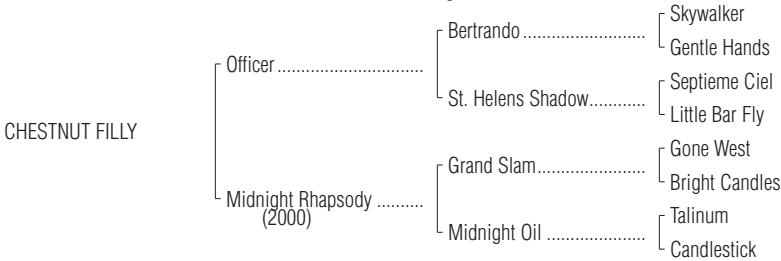 Skywalker
Bertrando ..........................
Gentle Hands
Officer ...............................
Septieme Ciel
St. Helens Shadow............
Little Bar Fly
CHESTNUT FILLY
Gone West
Grand Slam.......................
Bright Candles
Midnight Rhapsody ..........
(2000)
Talinum
Midnight Oil .....................
Candlestick